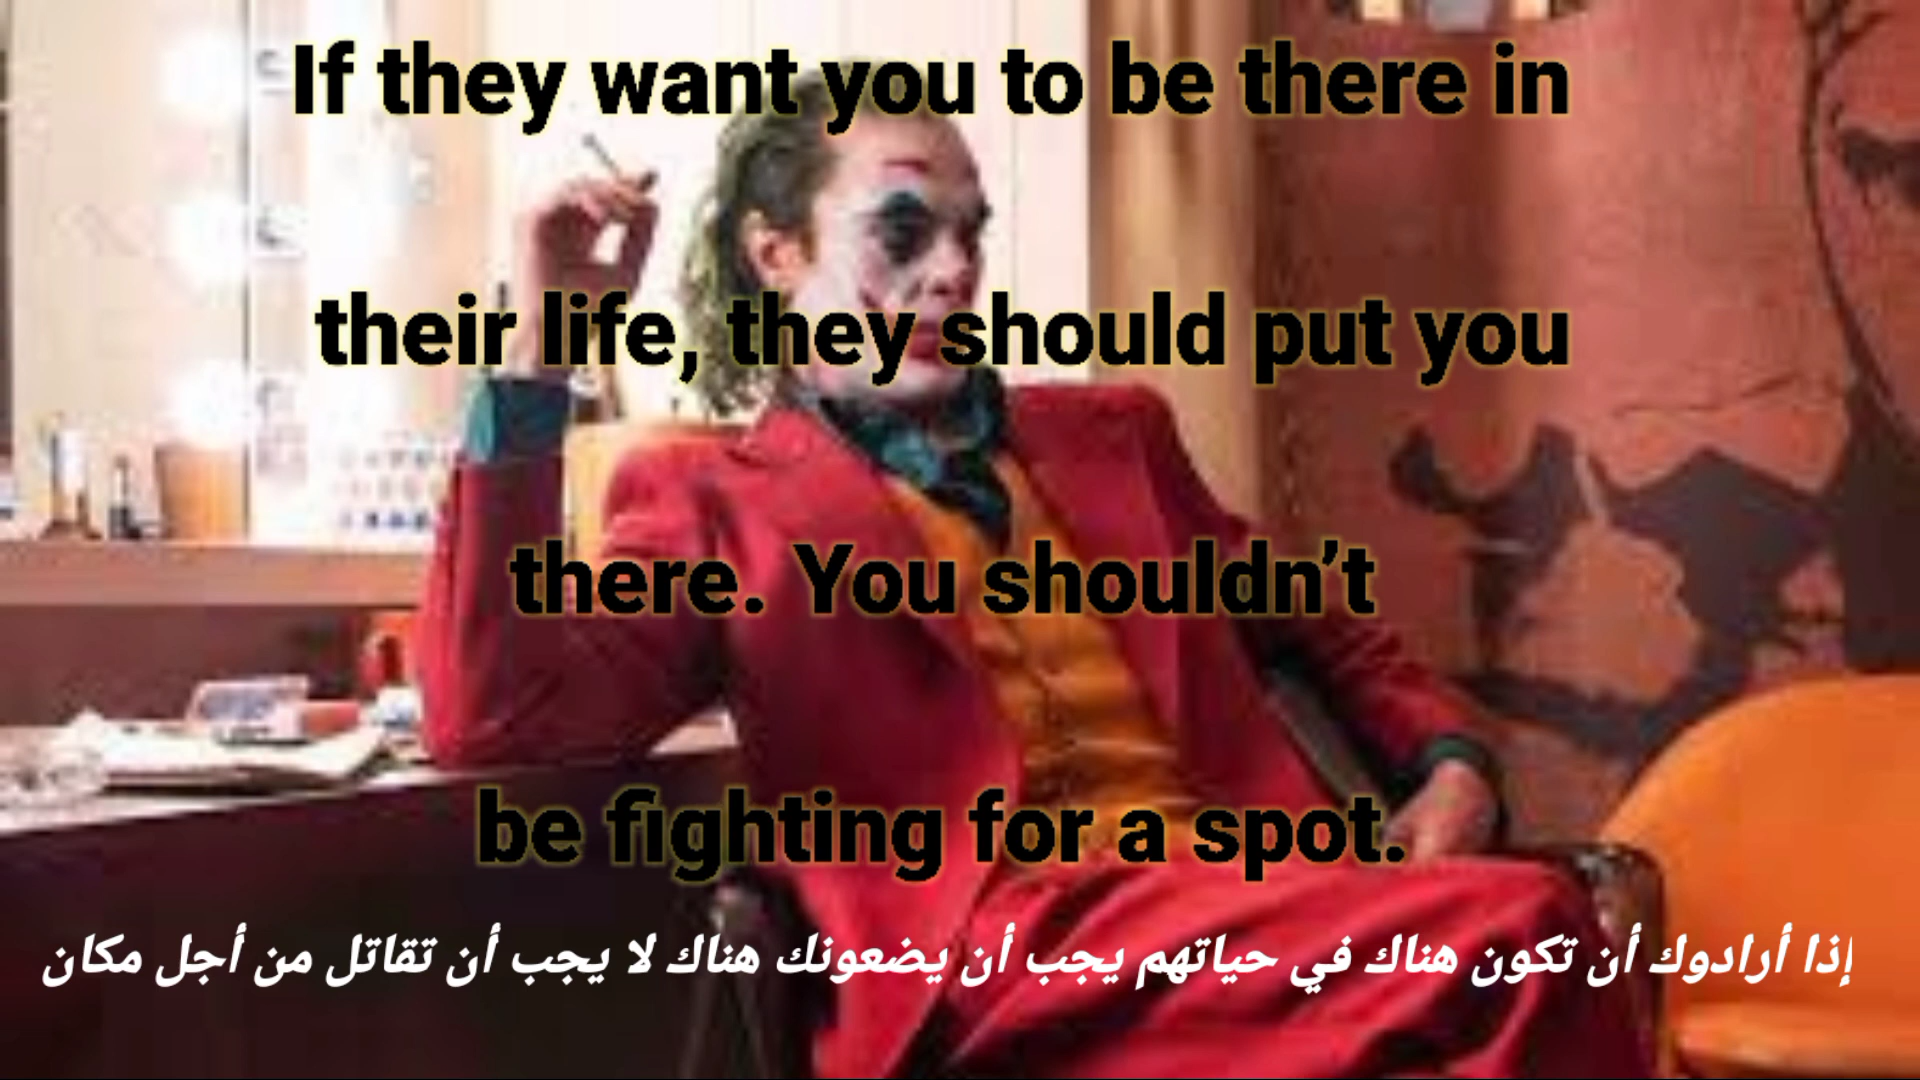 If they want you to be there in
their life, they should put you
there. You shouldn’t
be fighting for a spot.
إذا أرادوك أن تكون هناك في حياتهم يجب أن يضعونك هناك لا يجب أن تقاتل من أجل مكان